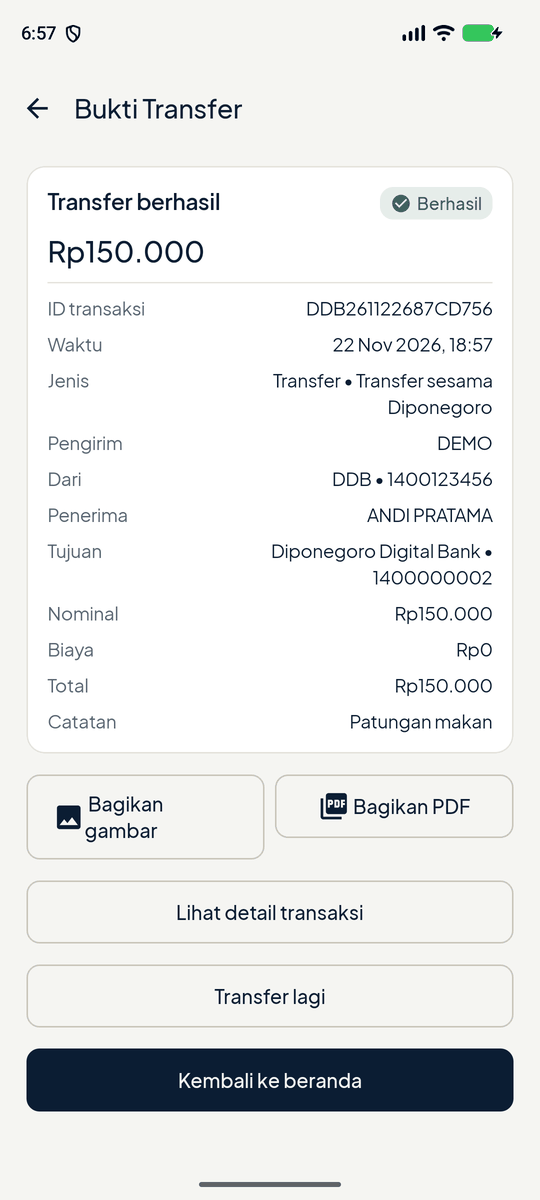 6:57
Bukti Transfer
Transfer berhasil
Berhasil
Rp150.000
ID transaksi DDB261122687CD756
Waktu 22 Nov 2026, 18:57
Jenis Transfer • Transfer sesama
Diponegoro
Pengirim DEMO
Dari DDB • 1400123456
Penerima ANDI PRATAMA
Tujuan Diponegoro Digital Bank •
1400000002
Nominal Rp150.000
Biaya Rp0
Total Rp150.000
Catatan Patungan makan
Bagikan
gambar
PDF Bagikan PDF
Lihat detail transaksi
Transfer lagi
Kembali ke beranda